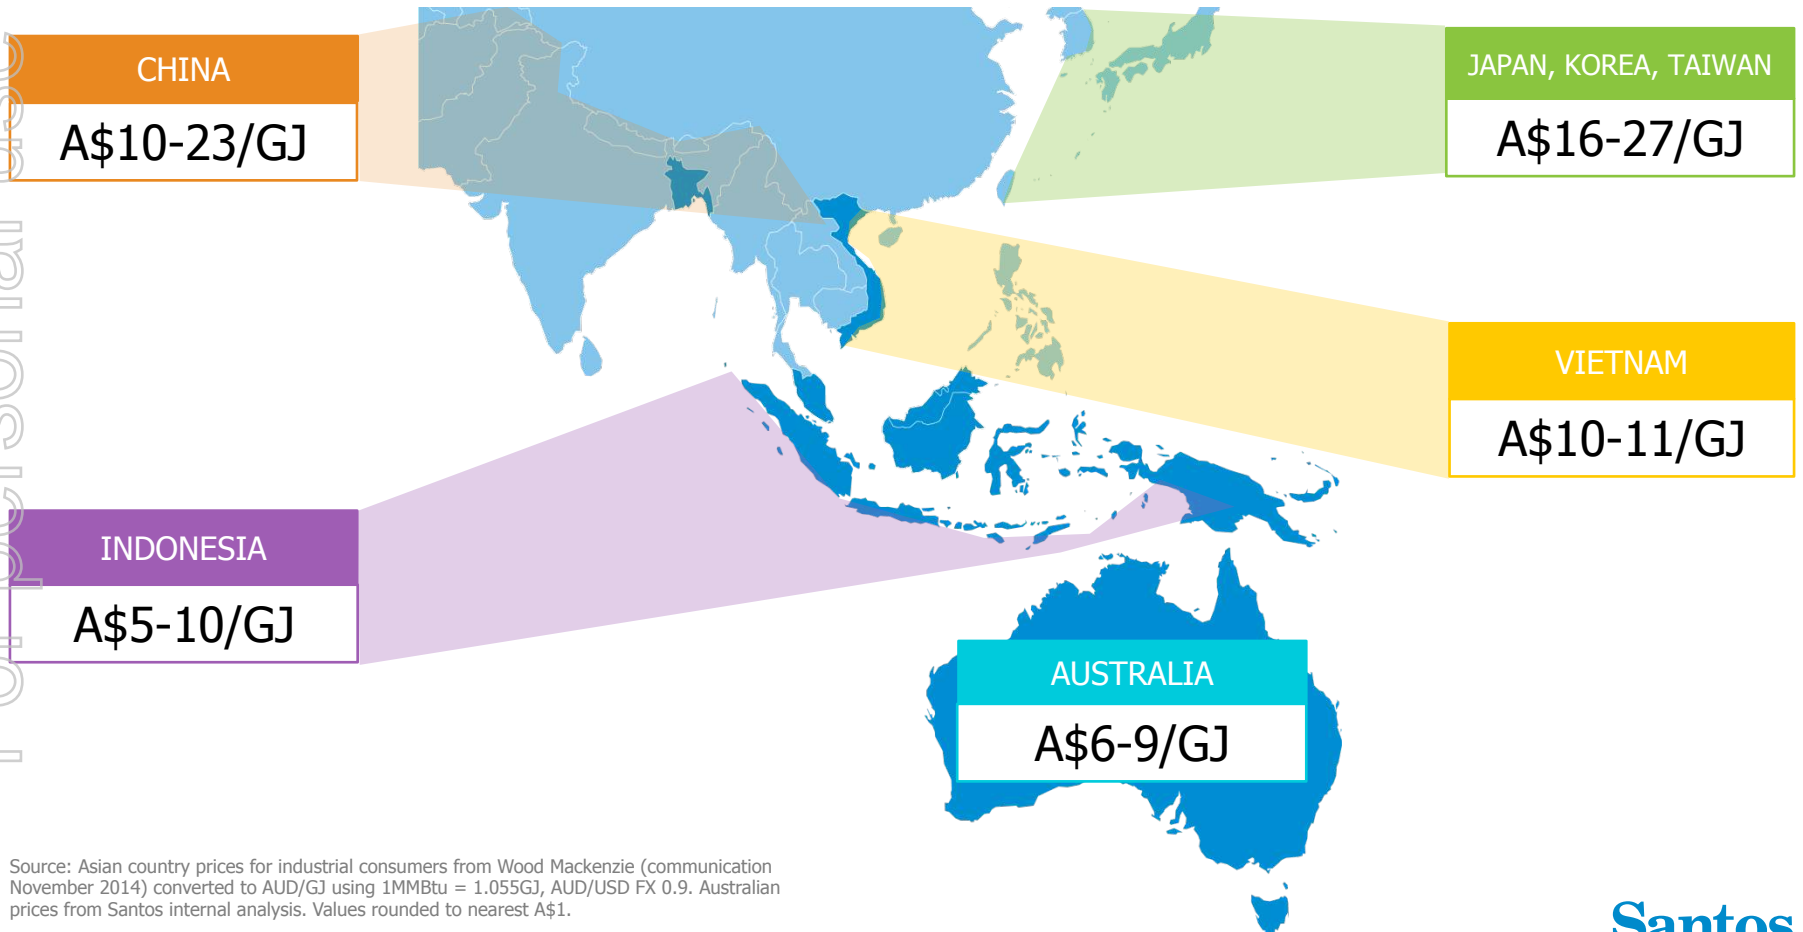 CHINA
A$10-23/GJ
JAPAN, KOREA, TAIWAN
A$16-27/GJ
VIETNAM
A$10-11/GJ
INDONESIA
A$5-10/GJ
AUSTRALIA
A$6-9/GJ
Source: Asian country prices for industrial consumers from Wood Mackenzie (communication
November 2014) converted to AUD/GJ using 1MMBtu = 1.055GJ, AUD/USD FX 0.9. Australian
prices from Santos internal analysis. Values rounded to nearest A$1.
Santos
For personal use